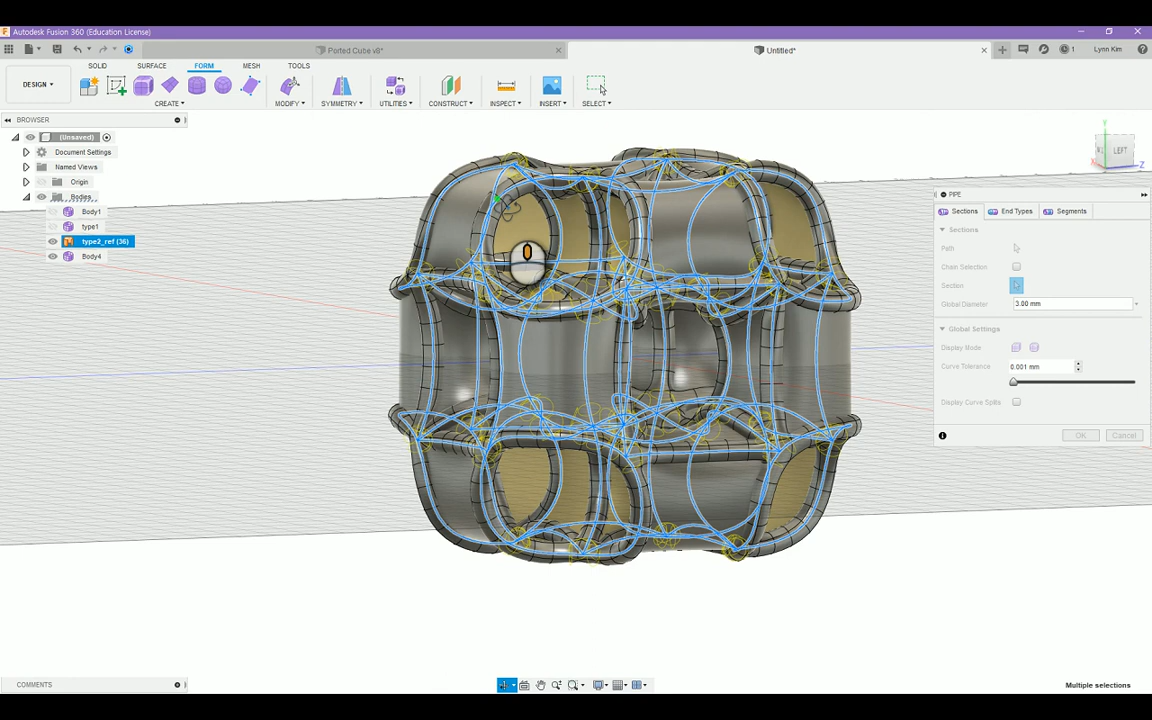 Autodesk Fusion 360 (Education License)
Ported Cube v8*
Untitled*
1
Lynn Kim
SOLID
SURFACE
FORM
MESH
TOOLS
DESIGN
CREATE
MODIFY
SYMMETRY
UTILITIES
CONSTRUCT
INSPECT
INSERT
SELECT
BROWSER
(Unsaved)
Document Settings
Named Views
Origin
Bodies
Body1
type1
type2_ref (36)
Body4
Y
LEFT
Z
X
PIPE
Sections
End Types
Segments
Sections
Path
Chain Selection
Section
Global Diameter
3.00 mm
Global Settings
Display Mode
Curve Tolerance
0.001 mm
Display Curve Splits
OK
Cancel
COMMENTS
Multiple selections